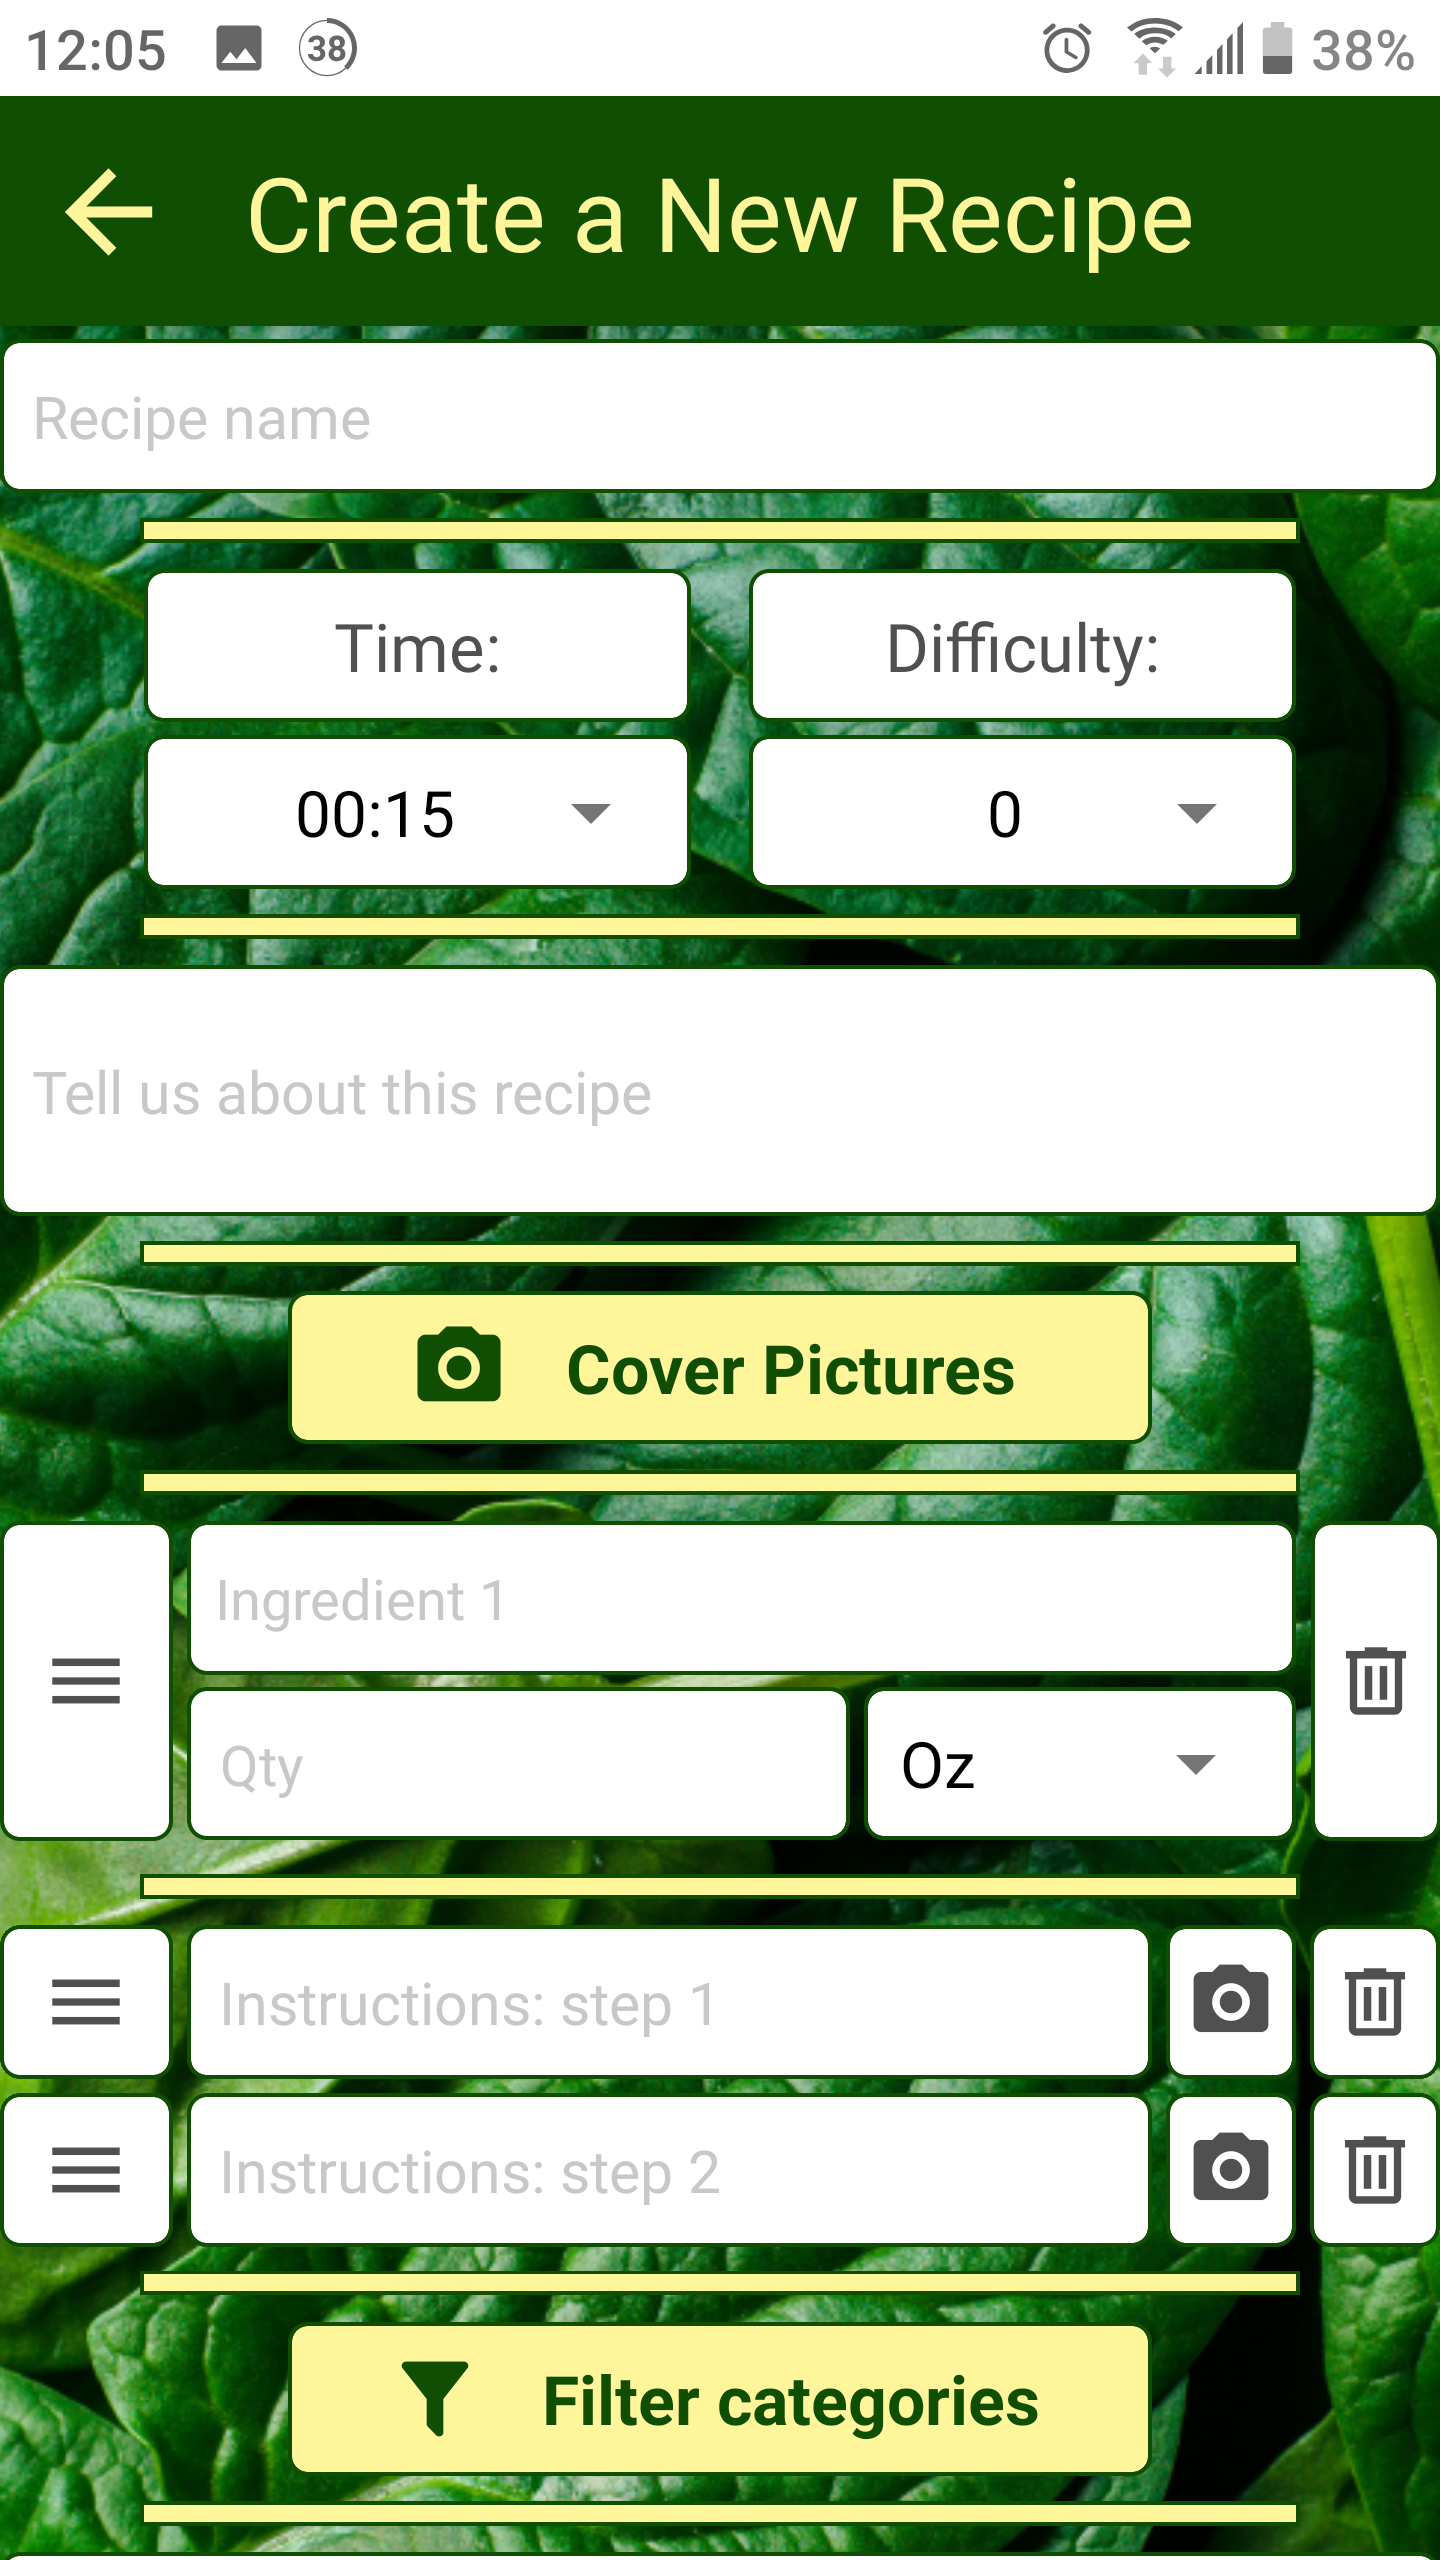 12:05 38 38%
Create a New Recipe
Recipe name
Time: Difficulty:
00:15 0
Tell us about this recipe
Cover Pictures
Ingredient 1
Qty Oz
Instructions: step 1
Instructions: step 2
Filter categories